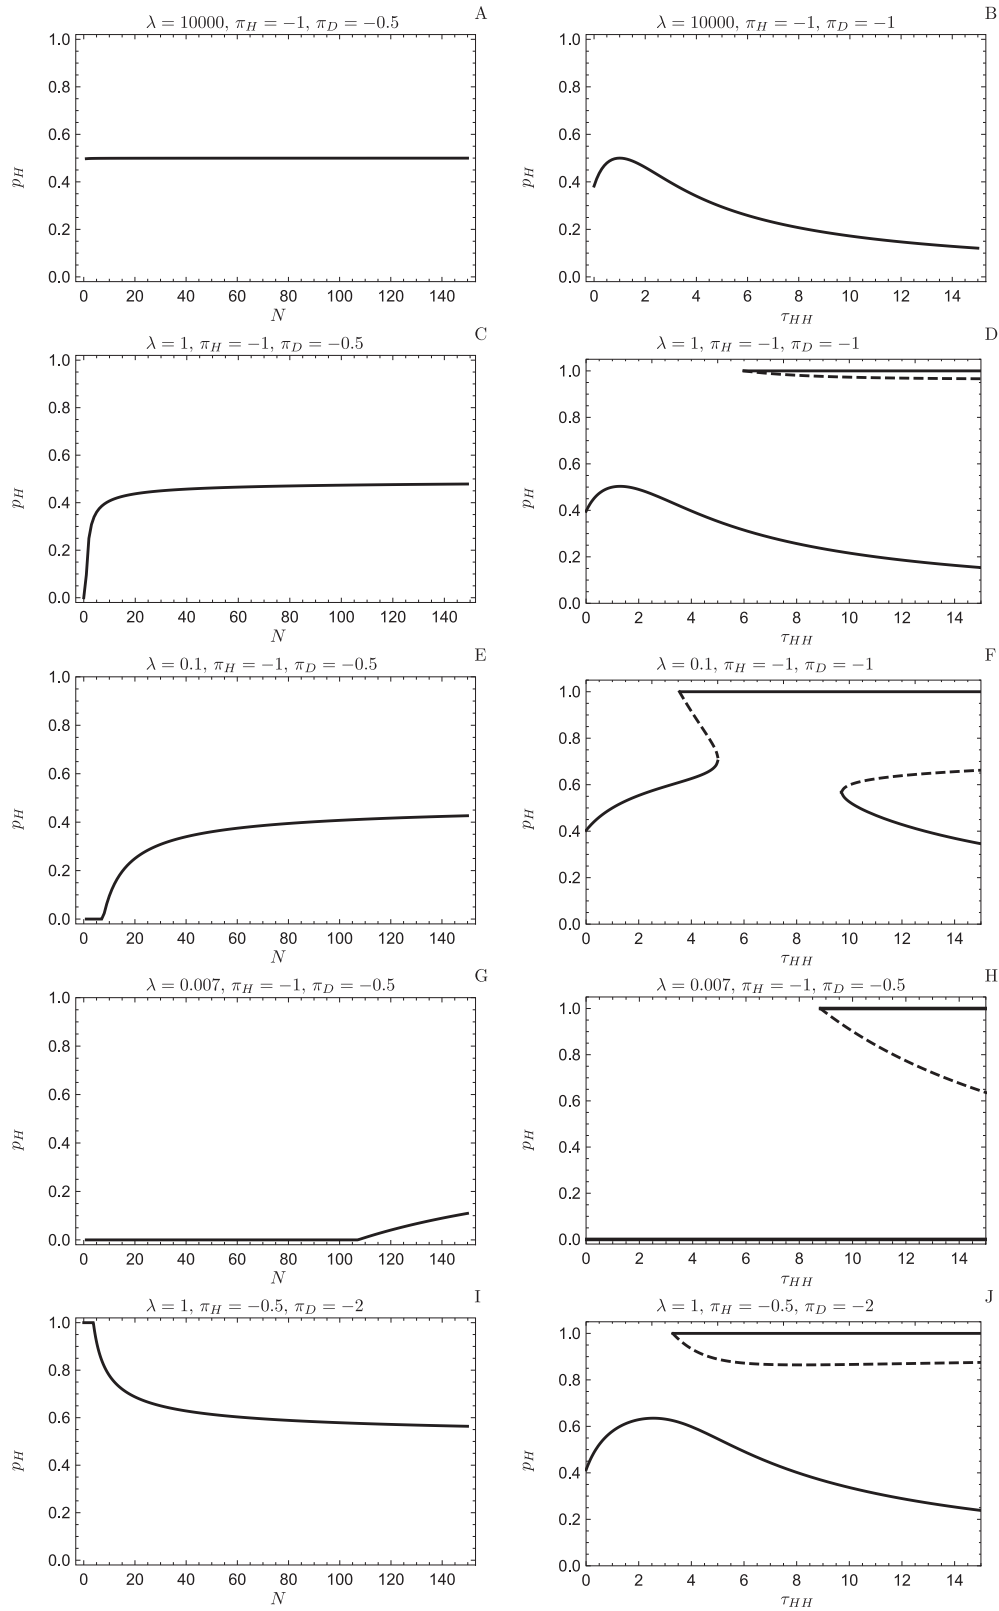 A
λ = 10000, π_H = −1, π_D = −0.5
1.0
0.8
0.6
p_H
0.4
0.2
0.0
0 20 40 60 80 100 120 140
N
B
λ = 10000, π_H = −1, π_D = −1
1.0
0.8
0.6
p_H
0.4
0.2
0.0
0 2 4 6 8 10 12 14
τ_HH
C
λ = 1, π_H = −1, π_D = −0.5
1.0
0.8
0.6
p_H
0.4
0.2
0.0
0 20 40 60 80 100 120 140
N
D
λ = 1, π_H = −1, π_D = −1
1.0
0.8
0.6
p_H
0.4
0.2
0.0
0 2 4 6 8 10 12 14
τ_HH
E
λ = 0.1, π_H = −1, π_D = −0.5
1.0
0.8
0.6
p_H
0.4
0.2
0.0
0 20 40 60 80 100 120 140
N
F
λ = 0.1, π_H = −1, π_D = −1
1.0
0.8
0.6
p_H
0.4
0.2
0.0
0 2 4 6 8 10 12 14
τ_HH
G
λ = 0.007, π_H = −1, π_D = −0.5
1.0
0.8
0.6
p_H
0.4
0.2
0.0
0 20 40 60 80 100 120 140
N
H
λ = 0.007, π_H = −1, π_D = −0.5
1.0
0.8
0.6
p_H
0.4
0.2
0.0
0 2 4 6 8 10 12 14
τ_HH
I
λ = 1, π_H = −0.5, π_D = −2
1.0
0.8
0.6
p_H
0.4
0.2
0.0
0 20 40 60 80 100 120 140
N
J
λ = 1, π_H = −0.5, π_D = −2
1.0
0.8
0.6
p_H
0.4
0.2
0.0
0 2 4 6 8 10 12 14
τ_HH